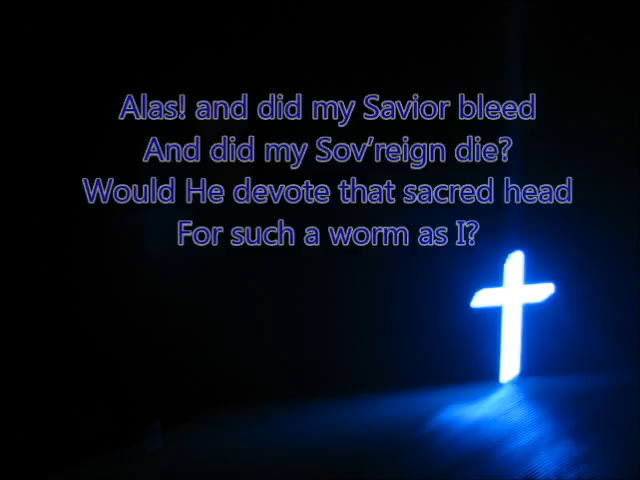 Alas! and did my Savior bleed
And did my Sov’reign die?
Would He devote that sacred head
For such a worm as I?